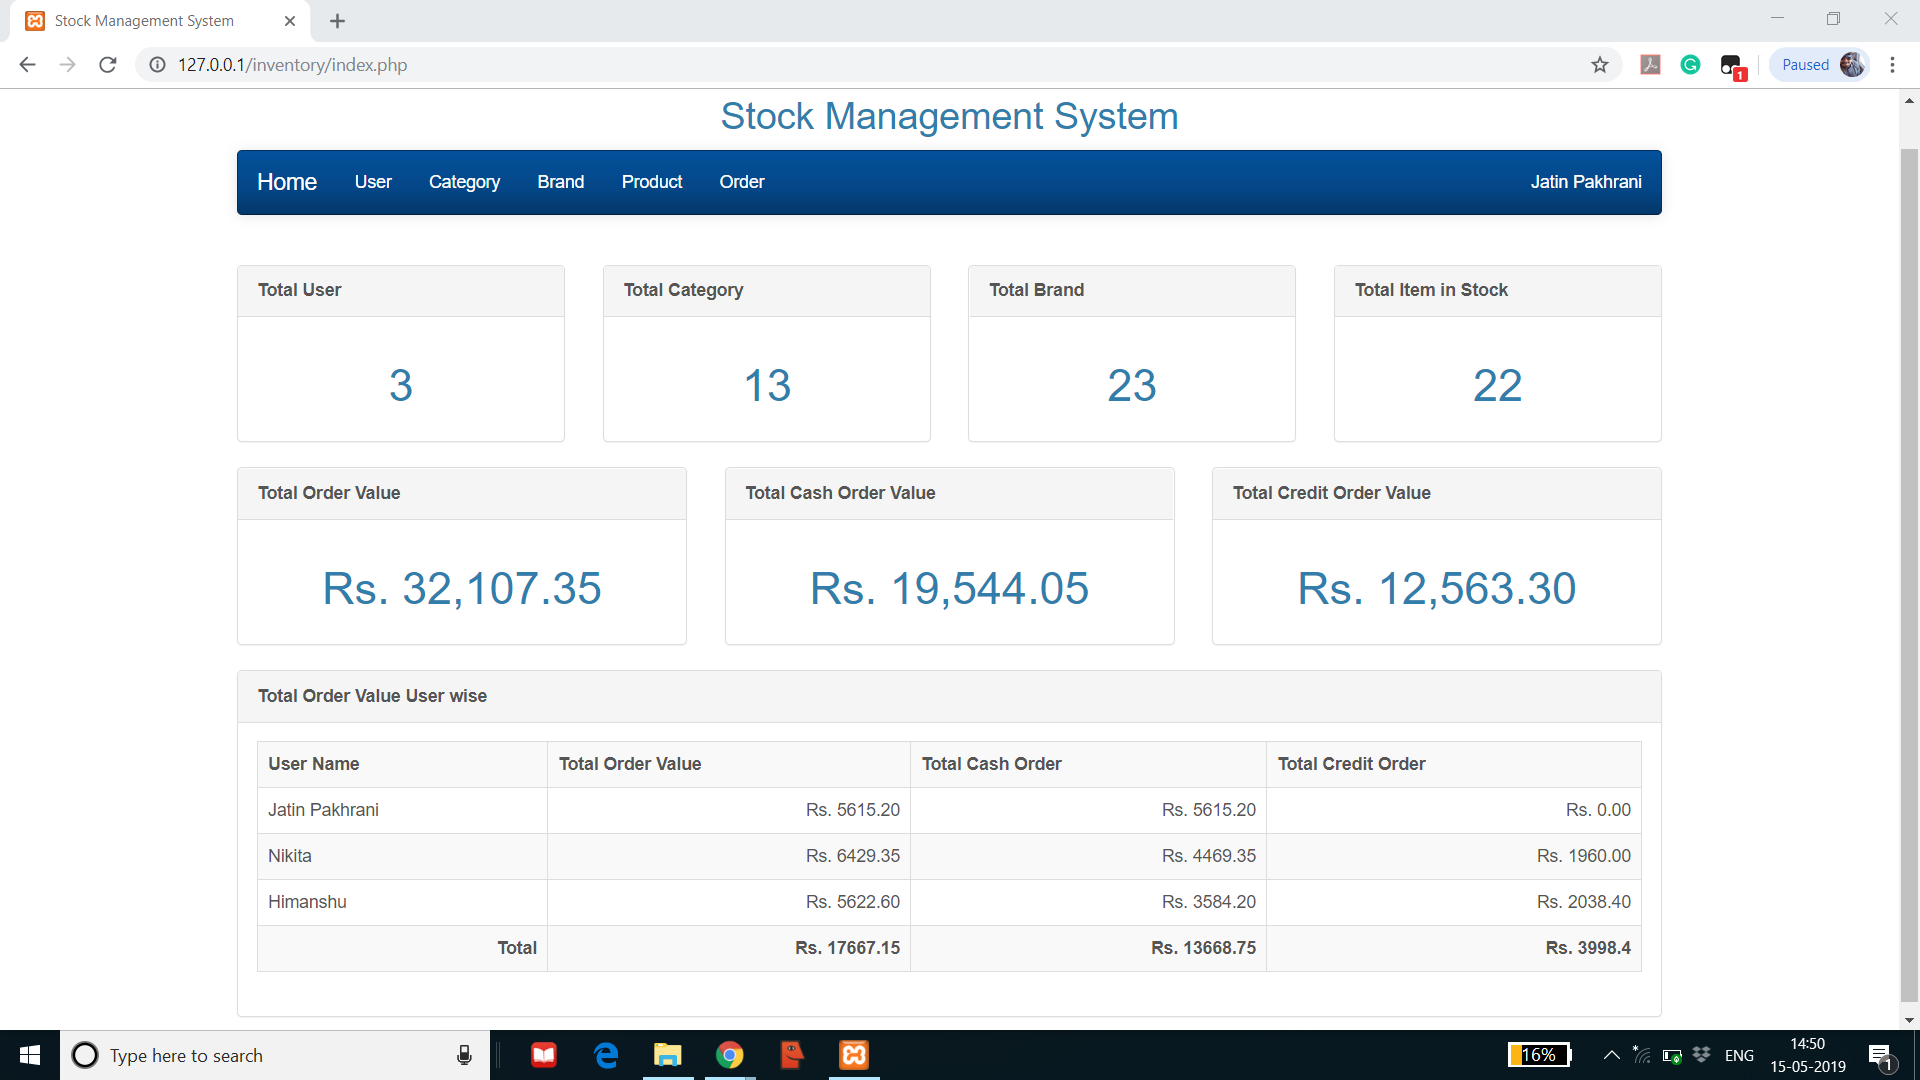 Stock Management System
127.0.0.1/inventory/index.php
1
Paused
Stock Management System
Home User Category Brand Product Order Jatin Pakhrani
Total User Total Category Total Brand Total Item in Stock
3 13 23 22
Total Order Value Total Cash Order Value Total Credit Order Value
Rs. 32,107.35 Rs. 19,544.05 Rs. 12,563.30
Total Order Value User wise
User Name Total Order Value Total Cash Order Total Credit Order
Jatin Pakhrani Rs. 5615.20 Rs. 5615.20 Rs. 0.00
Nikita Rs. 6429.35 Rs. 4469.35 Rs. 1960.00
Himanshu Rs. 5622.60 Rs. 3584.20 Rs. 2038.40
Total Rs. 17667.15 Rs. 13668.75 Rs. 3998.4
Type here to search
16%
ENG
14:50
15-05-2019
1